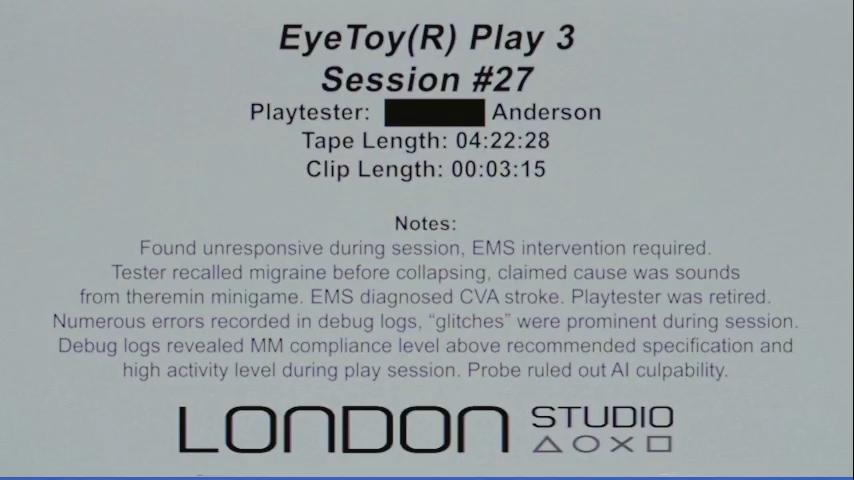 EyeToy(R) Play 3
Session #27
Playtester: Anderson
Tape Length: 04:22:28
Clip Length: 00:03:15
Notes:
Found unresponsive during session, EMS intervention required.
Tester recalled migraine before collapsing, claimed cause was sounds
from theremin minigame. EMS diagnosed CVA stroke. Playtester was retired.
Numerous errors recorded in debug logs, “glitches” were prominent during session.
Debug logs revealed MM compliance level above recommended specification and
high activity level during play session. Probe ruled out AI culpability.
LONDON STUDIO